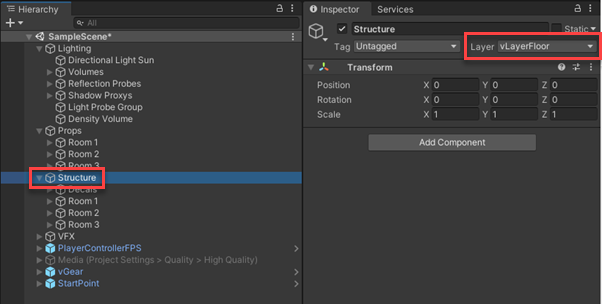 Hierarchy
All
SampleScene*
Lighting
Directional Light Sun
Volumes
Reflection Probes
Shadow Proxys
Light Probe Group
Density Volume
Props
Room 1
Room 2
Room 3
Structure
Decals
Room 1
Room 2
Room 3
VFX
PlayerControllerFPS
Media (Project Settings > Quality > High Quality)
vGear
StartPoint
Inspector Services
Structure Static
Tag Untagged Layer vLayerFloor
Transform
Position X 0 Y 0 Z 0
Rotation X 0 Y 0 Z 0
Scale X 1 Y 1 Z 1
Add Component